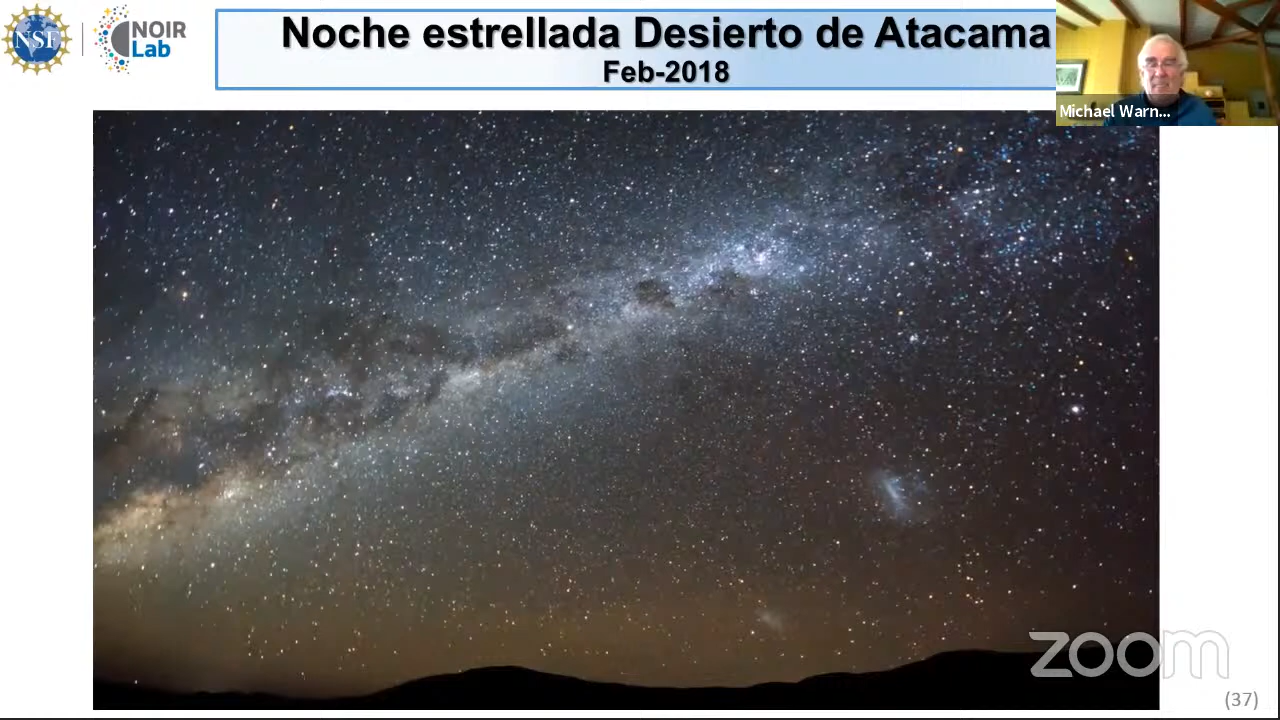 NSF
NOIR
Lab
Noche estrellada Desierto de Atacama
Feb-2018
Michael Warn...
zoom
(37)